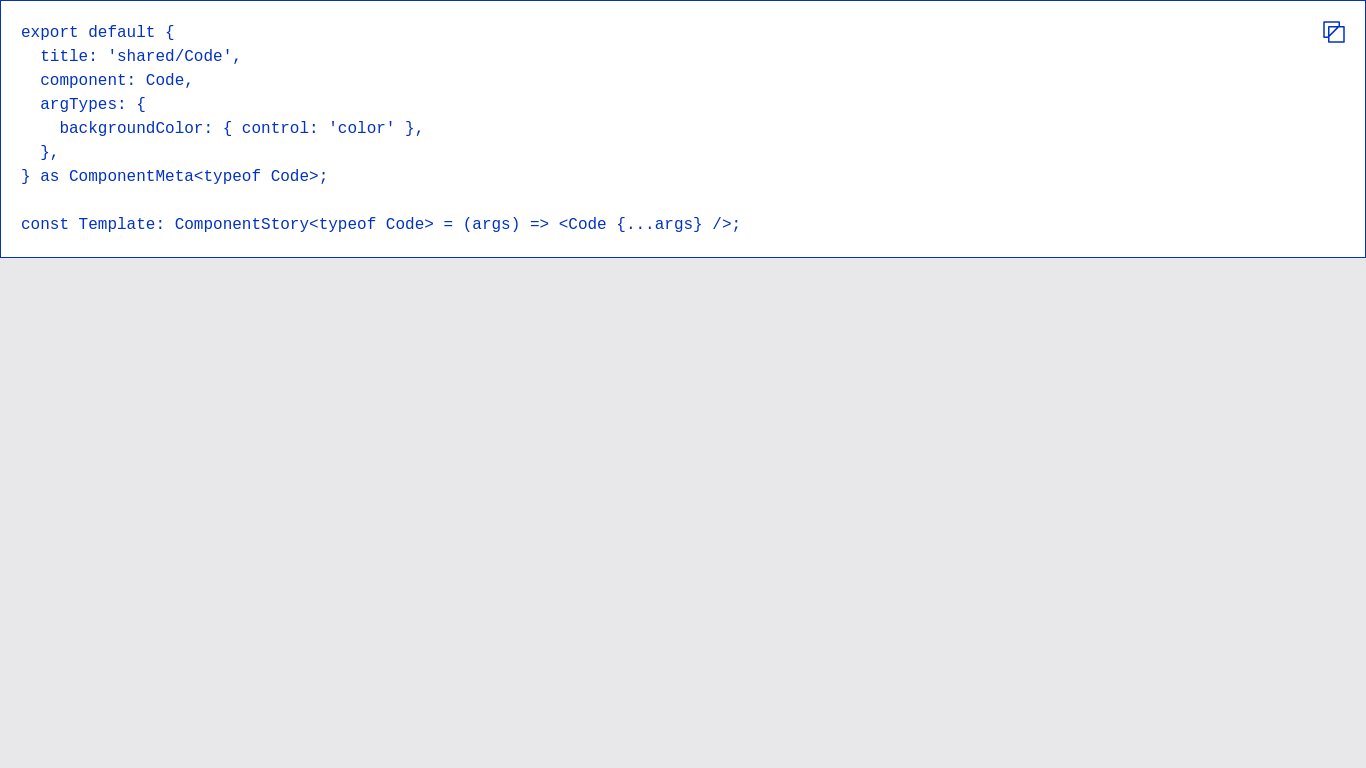 export default {
  title: 'shared/Code',
  component: Code,
  argTypes: {
    backgroundColor: { control: 'color' },
  },
} as ComponentMeta<typeof Code>;

const Template: ComponentStory<typeof Code> = (args) => <Code {...args} />;